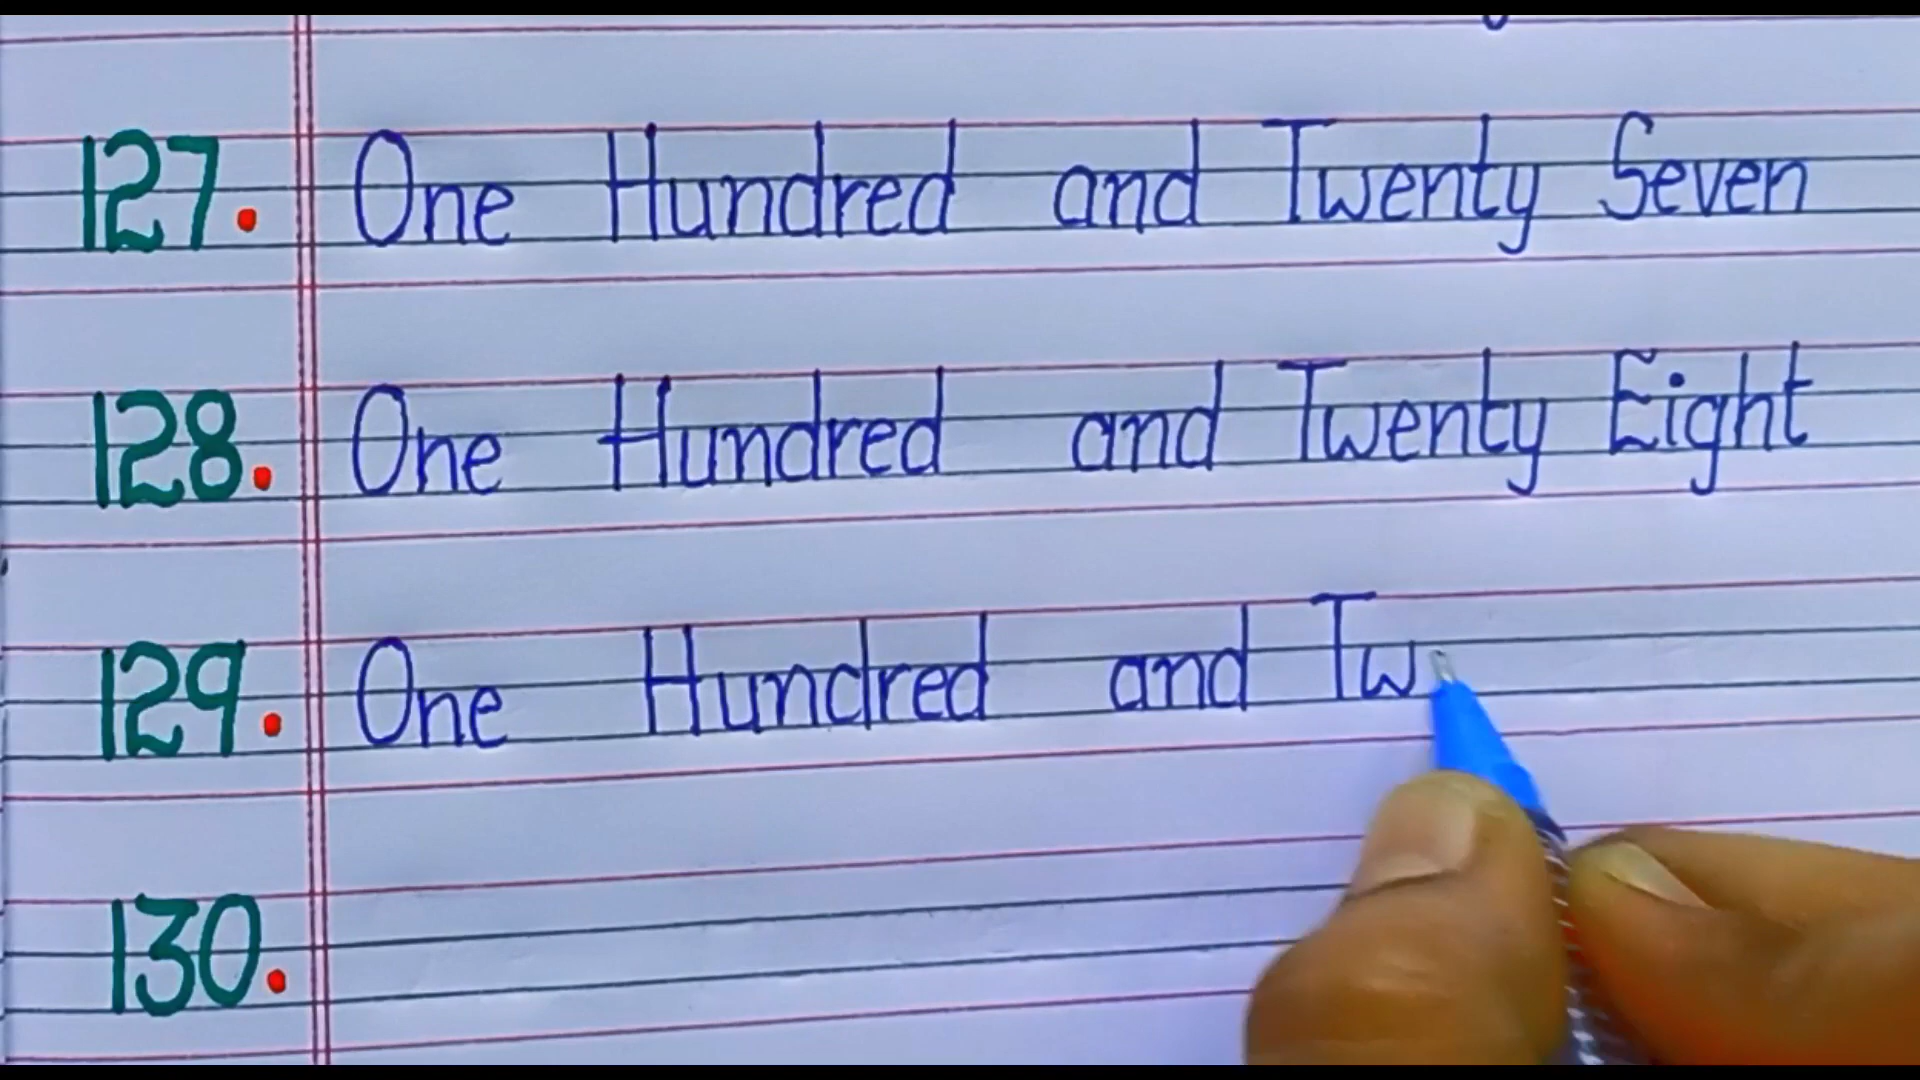 127. One Hundred and Twenty Seven
128. One Hundred and Twenty Eight
129. One Hundred and Tw
130.